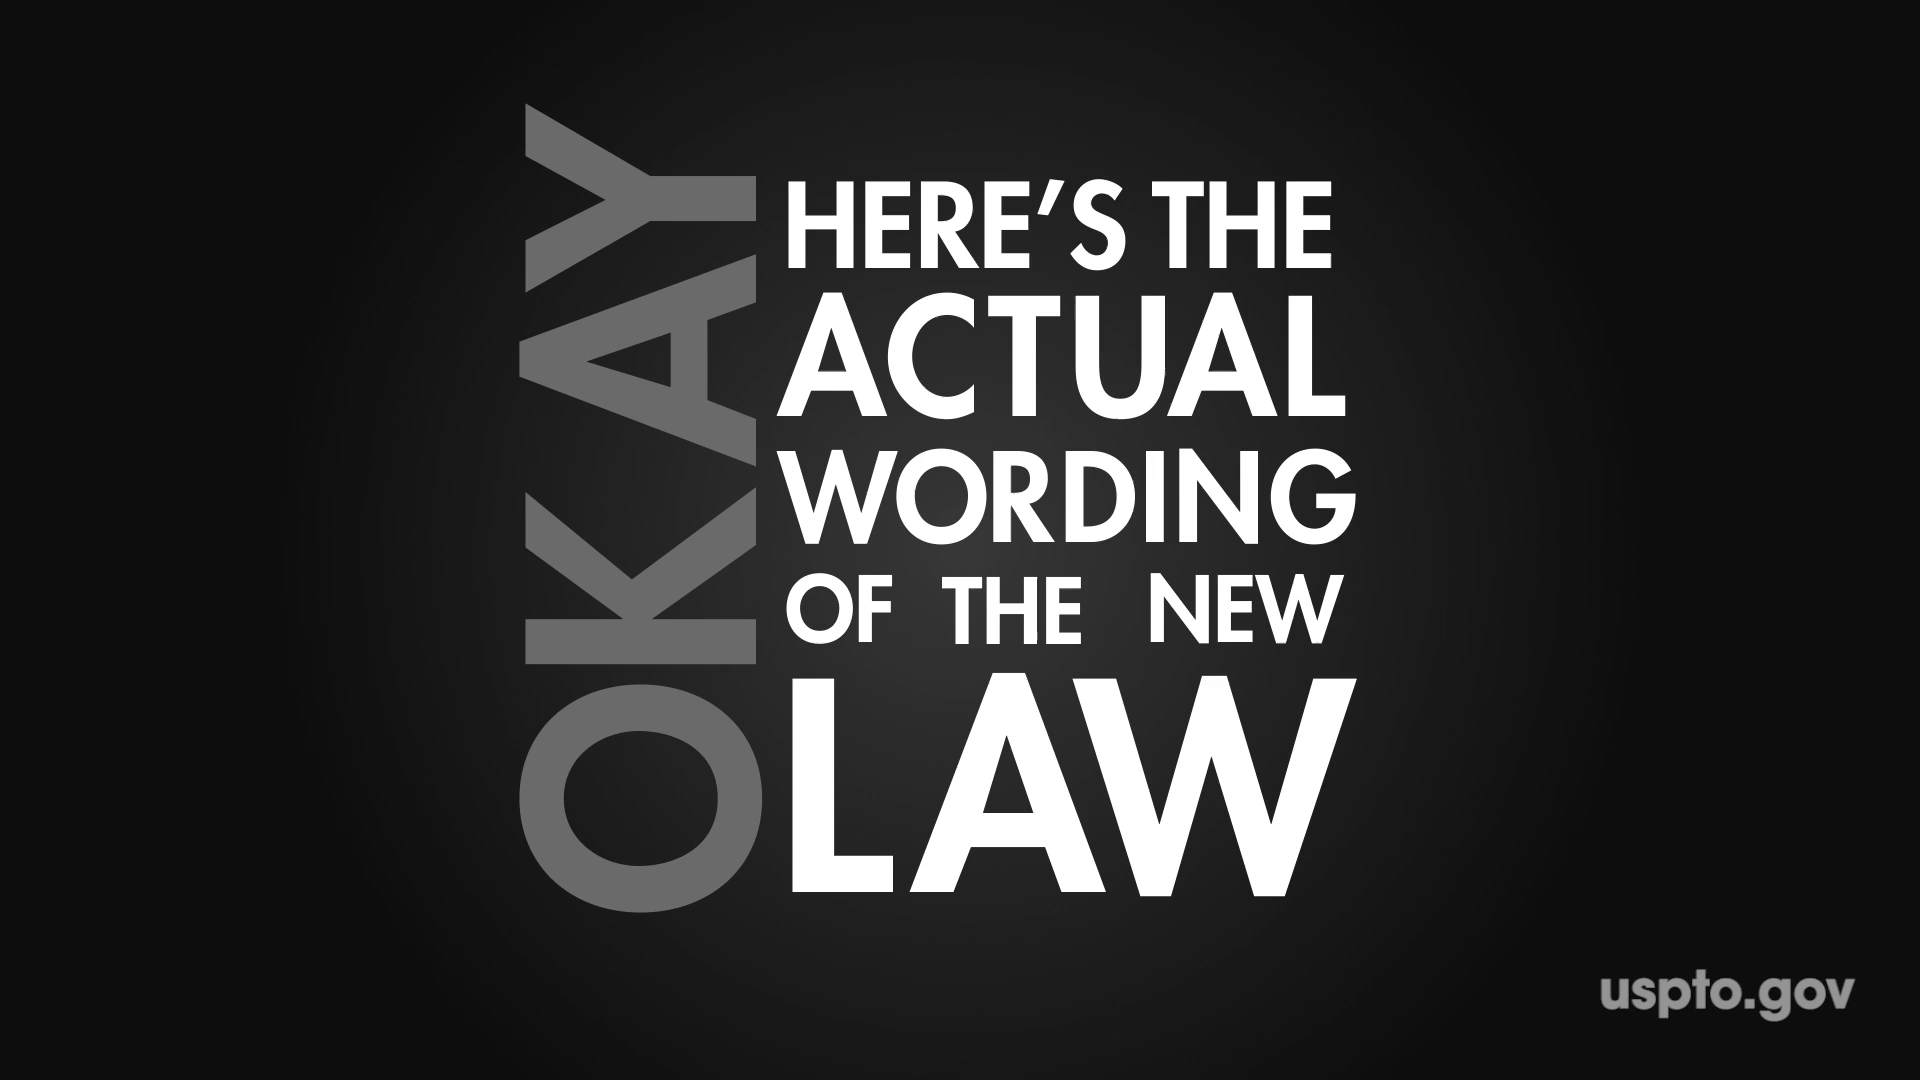 OKAY
HERE'S THE
ACTUAL
WORDING
OF THE NEW
LAW
uspto.gov